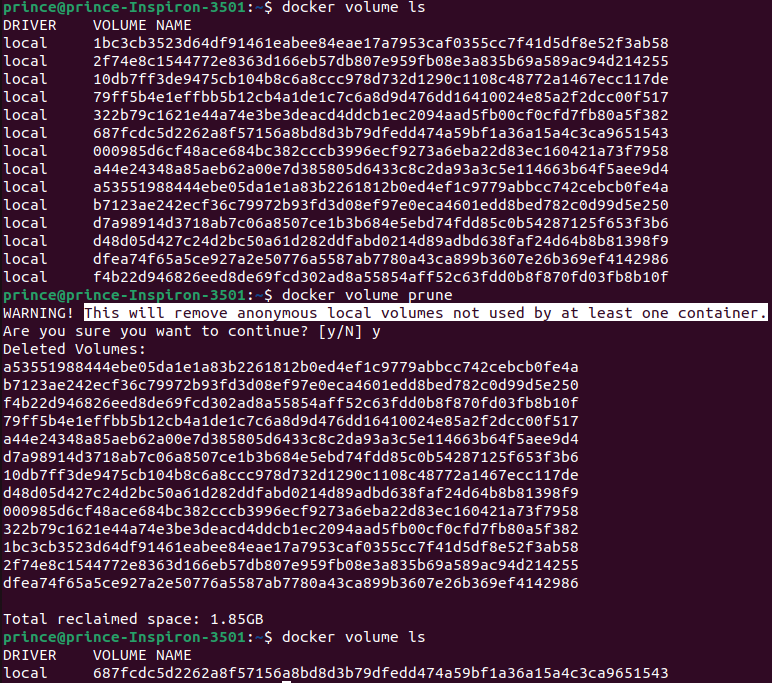 prince@prince-Inspiron-3501:~$ docker volume ls
DRIVER    VOLUME NAME
local     1bc3cb3523d64df91461eabee84eae17a7953caf0355cc7f41d5df8e52f3ab58
local     2f74e8c1544772e8363d166eb57db807e959fb08e3a835b69a589ac94d214255
local     10db7ff3de9475cb104b8c6a8ccc978d732d1290c1108c48772a1467ecc117de
local     79ff5b4e1effbb5b12cb4a1de1c7c6a8d9d476dd16410024e85a2f2dcc00f517
local     322b79c1621e44a74e3be3deacd4ddcb1ec2094aad5fb00cf0cfd7fb80a5f382
local     687fcdc5d2262a8f57156a8bd8d3b79dfedd474a59bf1a36a15a4c3ca9651543
local     000985d6cf48ace684bc382cccb3996ecf9273a6eba22d83ec160421a73f7958
local     a44e24348a85aeb62a00e7d385805d6433c8c2da93a3c5e114663b64f5aee9d4
local     a53551988444ebe05da1e1a83b2261812b0ed4ef1c9779abbcc742cebcb0fe4a
local     b7123ae242ecf36c79972b93fd3d08ef97e0eca4601edd8bed782c0d99d5e250
local     d7a98914d3718ab7c06a8507ce1b3b684e5ebd74fdd85c0b54287125f653f3b6
local     d48d05d427c24d2bc50a61d282ddfabd0214d89adbd638faf24d64b8b81398f9
local     dfea74f65a5ce927a2e50776a5587ab7780a43ca899b3607e26b369ef4142986
local     f4b22d946826eed8de69fcd302ad8a55854aff52c63fdd0b8f870fd03fb8b10f
prince@prince-Inspiron-3501:~$ docker volume prune
WARNING! This will remove anonymous local volumes not used by at least one container.
Are you sure you want to continue? [y/N] y
Deleted Volumes:
a53551988444ebe05da1e1a83b2261812b0ed4ef1c9779abbcc742cebcb0fe4a
b7123ae242ecf36c79972b93fd3d08ef97e0eca4601edd8bed782c0d99d5e250
f4b22d946826eed8de69fcd302ad8a55854aff52c63fdd0b8f870fd03fb8b10f
79ff5b4e1effbb5b12cb4a1de1c7c6a8d9d476dd16410024e85a2f2dcc00f517
a44e24348a85aeb62a00e7d385805d6433c8c2da93a3c5e114663b64f5aee9d4
d7a98914d3718ab7c06a8507ce1b3b684e5ebd74fdd85c0b54287125f653f3b6
10db7ff3de9475cb104b8c6a8ccc978d732d1290c1108c48772a1467ecc117de
d48d05d427c24d2bc50a61d282ddfabd0214d89adbd638faf24d64b8b81398f9
000985d6cf48ace684bc382cccb3996ecf9273a6eba22d83ec160421a73f7958
322b79c1621e44a74e3be3deacd4ddcb1ec2094aad5fb00cf0cfd7fb80a5f382
1bc3cb3523d64df91461eabee84eae17a7953caf0355cc7f41d5df8e52f3ab58
2f74e8c1544772e8363d166eb57db807e959fb08e3a835b69a589ac94d214255
dfea74f65a5ce927a2e50776a5587ab7780a43ca899b3607e26b369ef4142986
Total reclaimed space: 1.85GB
prince@prince-Inspiron-3501:~$ docker volume ls
DRIVER    VOLUME NAME
local     687fcdc5d2262a8f57156a8bd8d3b79dfedd474a59bf1a36a15a4c3ca9651543